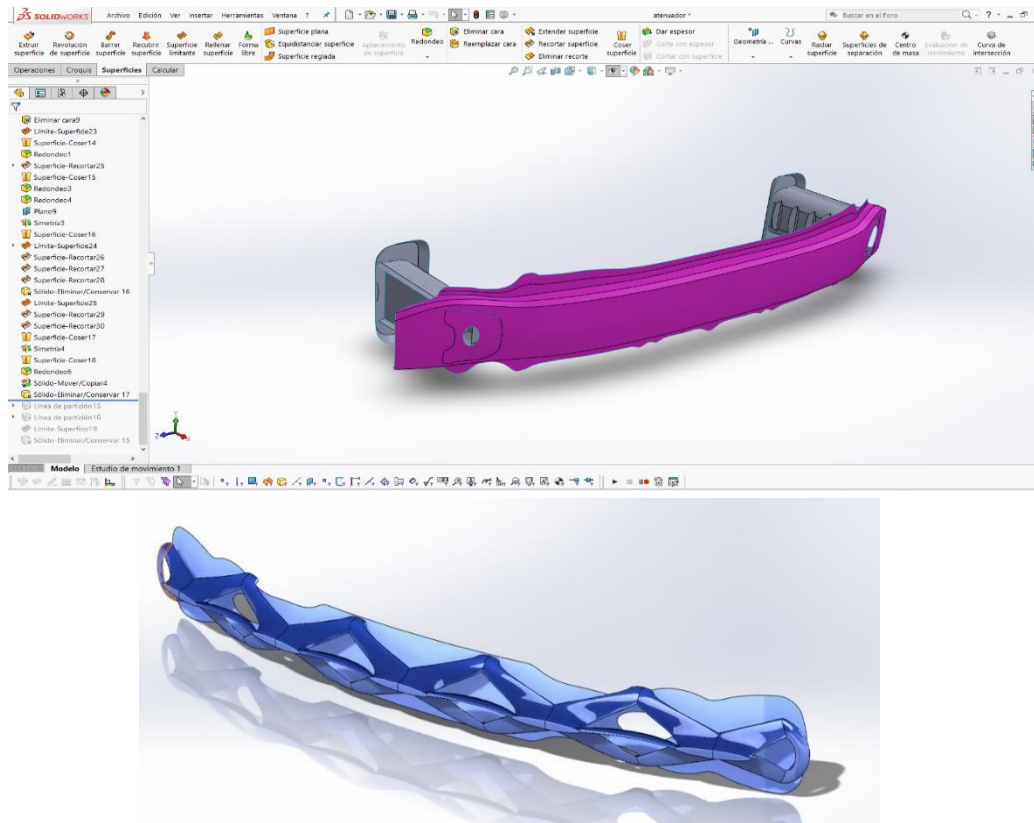 SOLIDWORKS Archivo Edición Ver Insertar Herramientas Ventana ? atenuador * Buscar en el Foro
Extruir superficie
Revolución de superficie
Barrer superficie
Recubrir superficie
Superficie limitante
Rellenar superficie
Forma libre
Superficie plana
Equidistanciar superficie
Superficie reglada
Aplanamiento de superficie
Redondeo
Eliminar cara
Reemplazar cara
Extender superficie
Recortar superficie
Eliminar recorte
Coser superficie
Dar espesor
Corte con espesor
Cortar con superficie
Geometría ...
Curvas
Radiar superficie
Superficies de separación
Centro de masa
Evaluación de rendimiento
Curva de intersección
Operaciones Croquis Superficies Calcular
Eliminar cara9
Límite-Superficie23
Superficie-Coser14
Redondeo1
Superficie-Recortar25
Superficie-Coser15
Redondeo3
Redondeo4
Plano9
Simetría3
Superficie-Coser16
Límite-Superficie24
Superficie-Recortar26
Superficie-Recortar27
Superficie-Recortar28
Sólido-Eliminar/Conservar 16
Límite-Superficie25
Superficie-Recortar29
Superficie-Recortar30
Superficie-Coser17
Simetría4
Superficie-Coser18
Redondeo6
Sólido-Mover/Copiar4
Sólido-Eliminar/Conservar 17
Línea de partición15
Línea de partición16
Límite-Superficie19
Sólido-Eliminar/Conservar 15
Y
Z
X
Modelo Estudio de movimiento 1